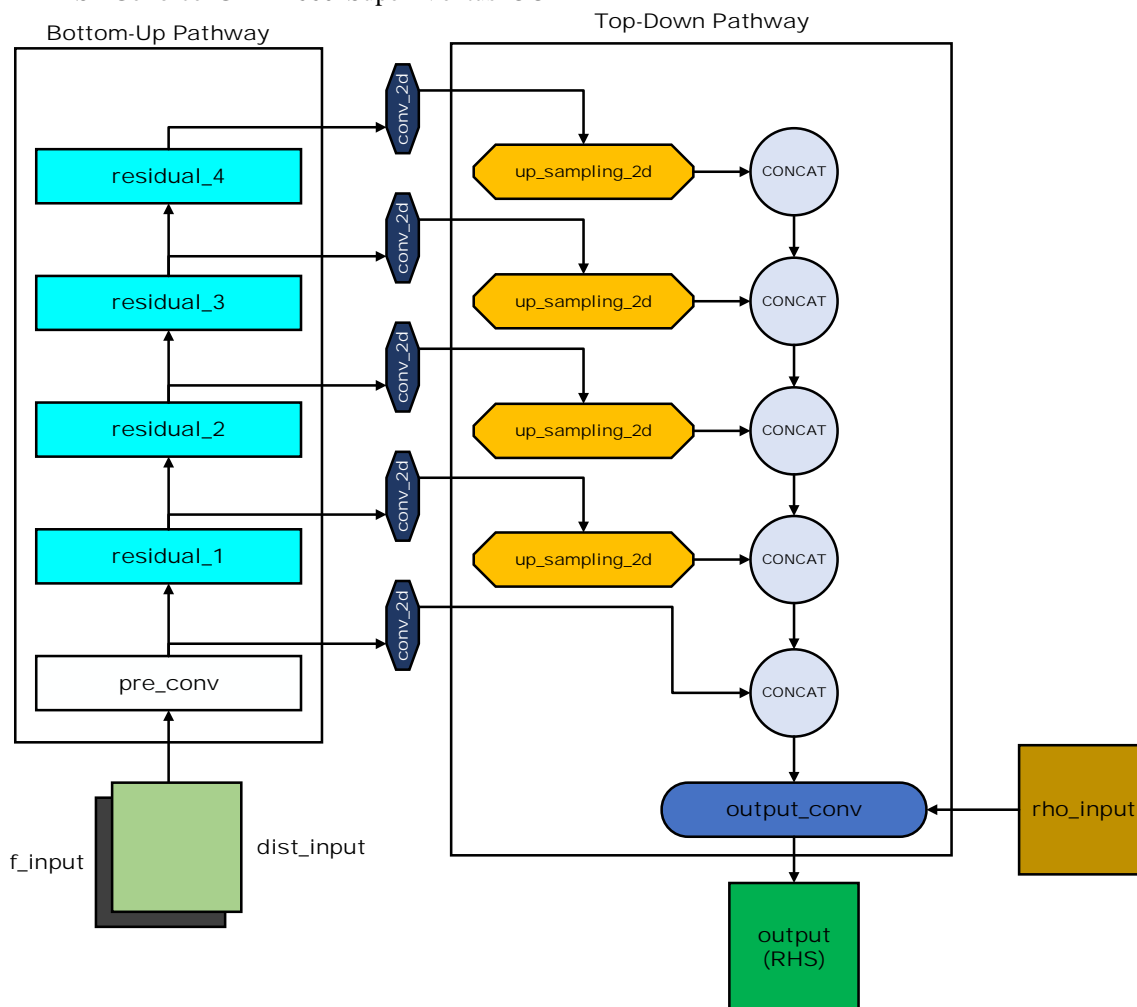 Bottom-Up Pathway
Top-Down Pathway
conv_2d
residual_4
up_sampling_2d
CONCAT
conv_2d
residual_3
up_sampling_2d
CONCAT
conv_2d
residual_2
up_sampling_2d
CONCAT
conv_2d
residual_1
up_sampling_2d
CONCAT
conv_2d
pre_conv
CONCAT
f_input
dist_input
output_conv
rho_input
output
(RHS)